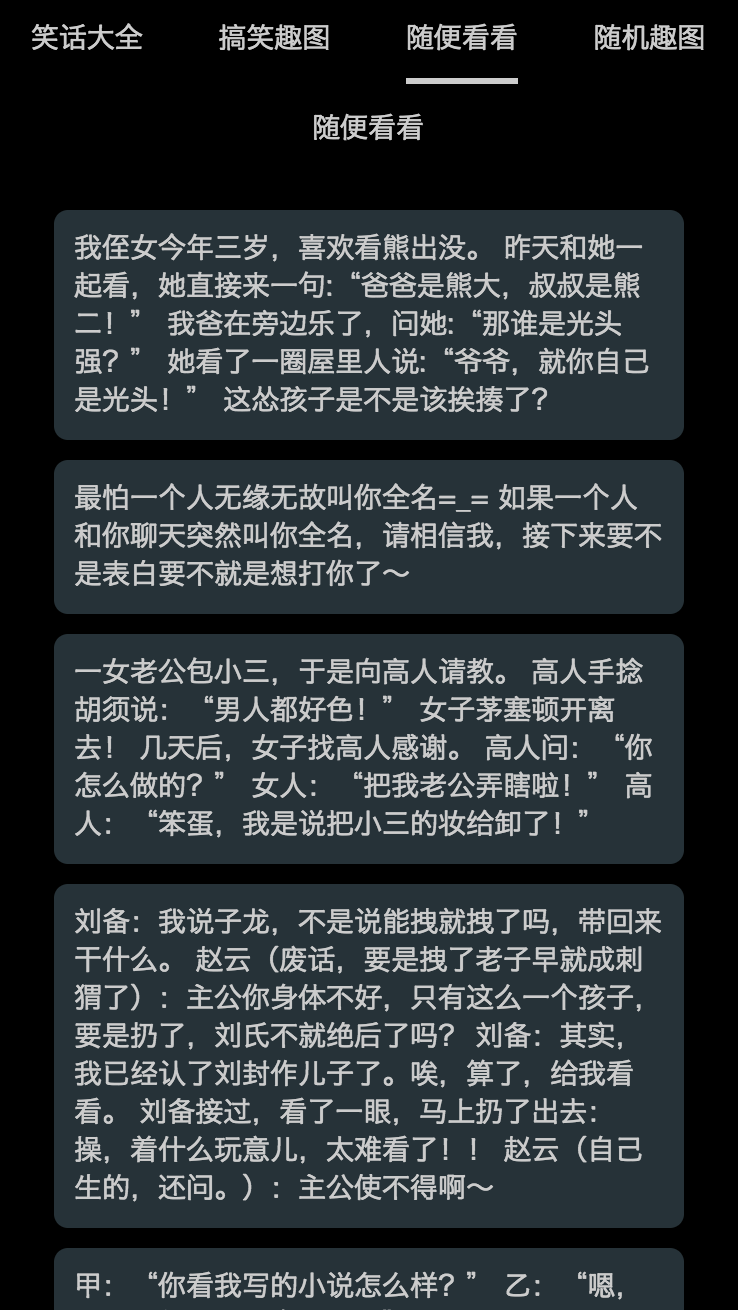 笑话大全 搞笑趣图 随便看看 随机趣图
随便看看
我侄女今年三岁，喜欢看熊出没。 昨天和她一
起看，她直接来一句:“爸爸是熊大，叔叔是熊
二！” 我爸在旁边乐了，问她:“那谁是光头
强？” 她看了一圈屋里人说:“爷爷，就你自己
是光头！” 这怂孩子是不是该挨揍了?
最怕一个人无缘无故叫你全名=_= 如果一个人
和你聊天突然叫你全名，请相信我，接下来要不
是表白要不就是想打你了～
一女老公包小三，于是向高人请教。 高人手捻
胡须说： “男人都好色！” 女子茅塞顿开离
去！ 几天后，女子找高人感谢。 高人问： “你
怎么做的？” 女人： “把我老公弄瞎啦！” 高
人： “笨蛋，我是说把小三的妆给卸了！”
刘备：我说子龙，不是说能拽就拽了吗，带回来
干什么。 赵云（废话，要是拽了老子早就成刺
猬了）：主公你身体不好，只有这么一个孩子，
要是扔了，刘氏不就绝后了吗？ 刘备：其实，
我已经认了刘封作儿子了。唉，算了，给我看
看。 刘备接过，看了一眼，马上扔了出去：
操，着什么玩意儿，太难看了！！ 赵云（自己
生的，还问。）：主公使不得啊～
甲： “你看我写的小说怎么样？” 乙： “嗯，